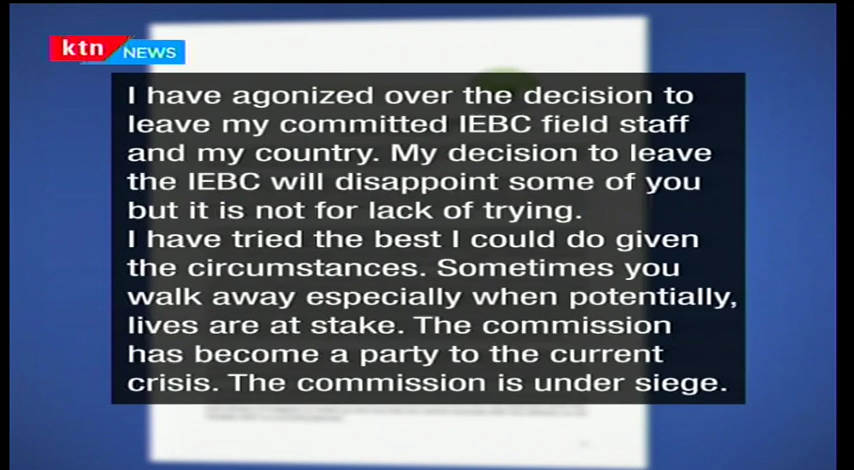 ktn NEWS
I have agonized over the decision to
leave my committed IEBC field staff
and my country. My decision to leave
the IEBC will disappoint some of you
but it is not for lack of trying.
I have tried the best I could do given
the circumstances. Sometimes you
walk away especially when potentially,
lives are at stake. The commission
has become a party to the current
crisis. The commission is under siege.